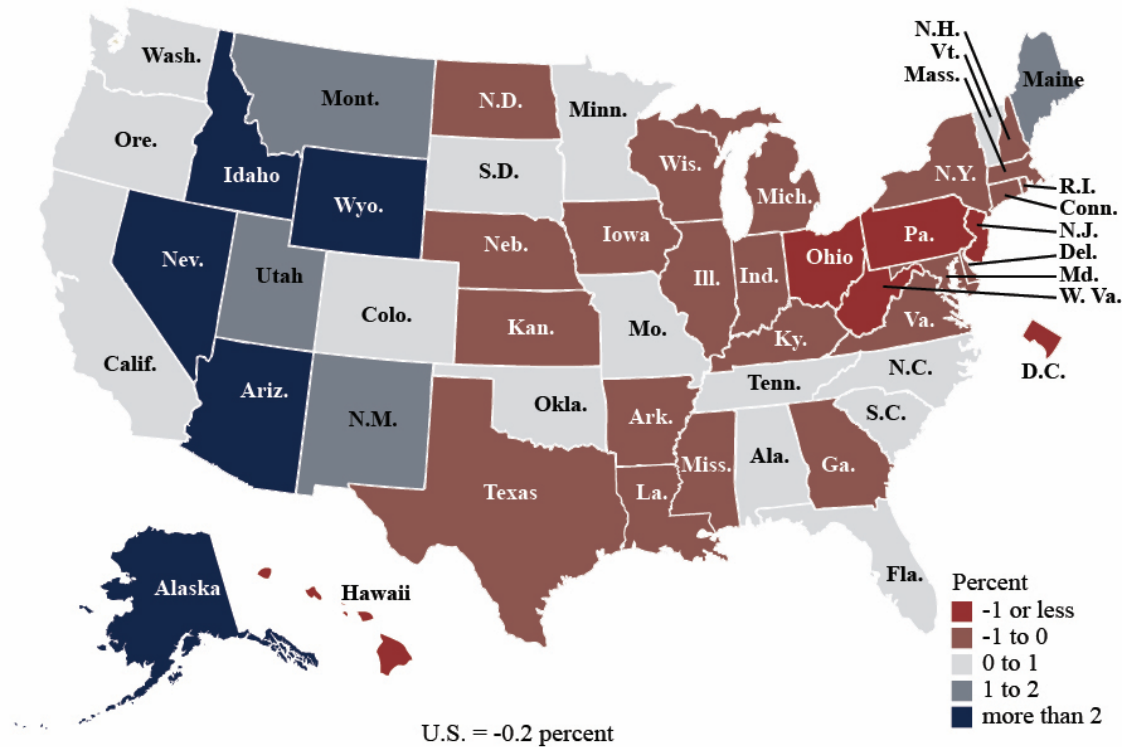 N.H.
Vt.
Mass.
Maine
Wash.
Mont.
N.D.
Minn.
Ore.
Idaho
S.D.
Wis.
Mich.
N.Y.
R.I.
Conn.
N.J.
Del.
Md.
W. Va.
Wyo.
Neb.
Iowa
Ohio
Pa.
Nev.
Utah
Colo.
Ill.
Ind.
Va.
Kan.
Mo.
Ky.
D.C.
Calif.
Ariz.
N.M.
Okla.
Tenn.
N.C.
S.C.
Ark.
Texas
La.
Miss.
Ala.
Ga.
Fla.
Alaska
Hawaii
Percent
-1 or less
-1 to 0
0 to 1
1 to 2
more than 2
U.S. = -0.2 percent